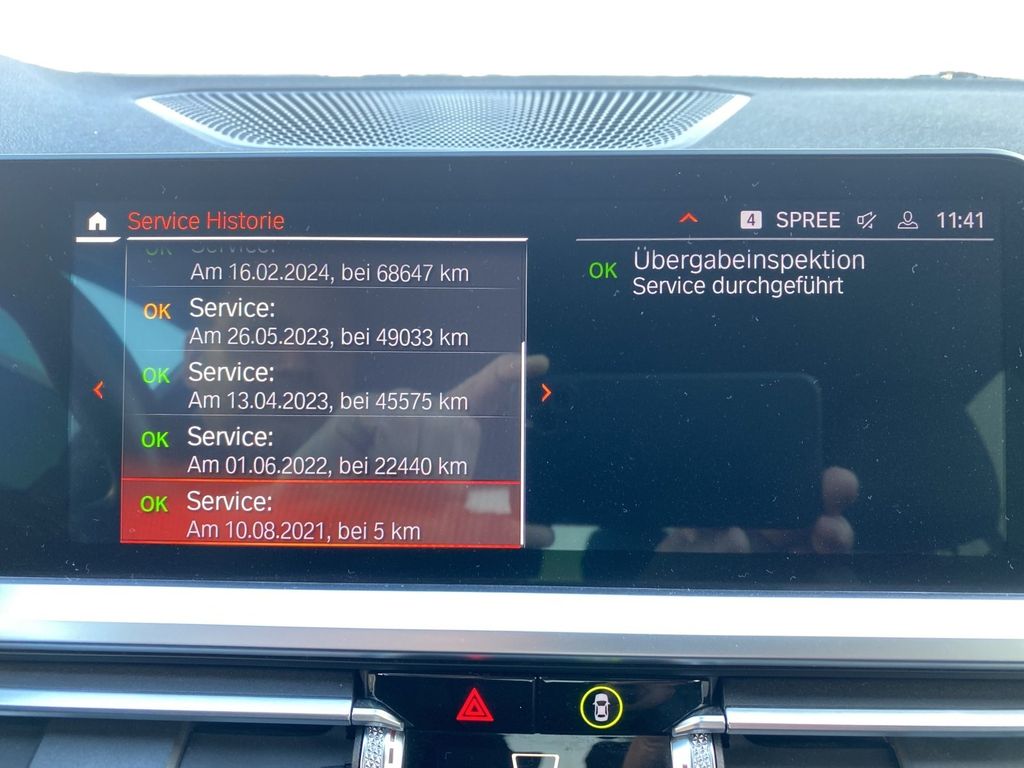 Service Historie
4 SPREE 11:41
OK Service:
Am 16.02.2024, bei 68647 km
OK Service:
Am 26.05.2023, bei 49033 km
OK Service:
Am 13.04.2023, bei 45575 km
OK Service:
Am 01.06.2022, bei 22440 km
OK Service:
Am 10.08.2021, bei 5 km
OK Übergabeinspektion
Service durchgeführt